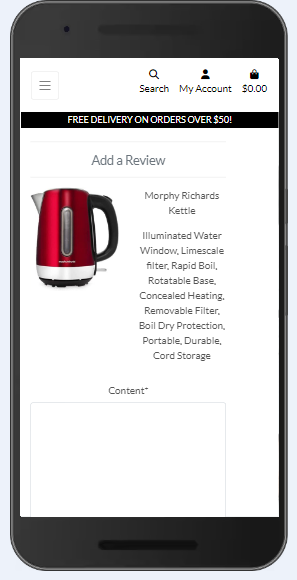 Search My Account $0.00
FREE DELIVERY ON ORDERS OVER $50!
Add a Review
Morphy Richards
Kettle
Illuminated Water
Window, Limescale
filter, Rapid Boil,
Rotatable Base,
Concealed Heating,
Removable Filter,
Boil Dry Protection,
Portable, Durable,
Cord Storage
Content*